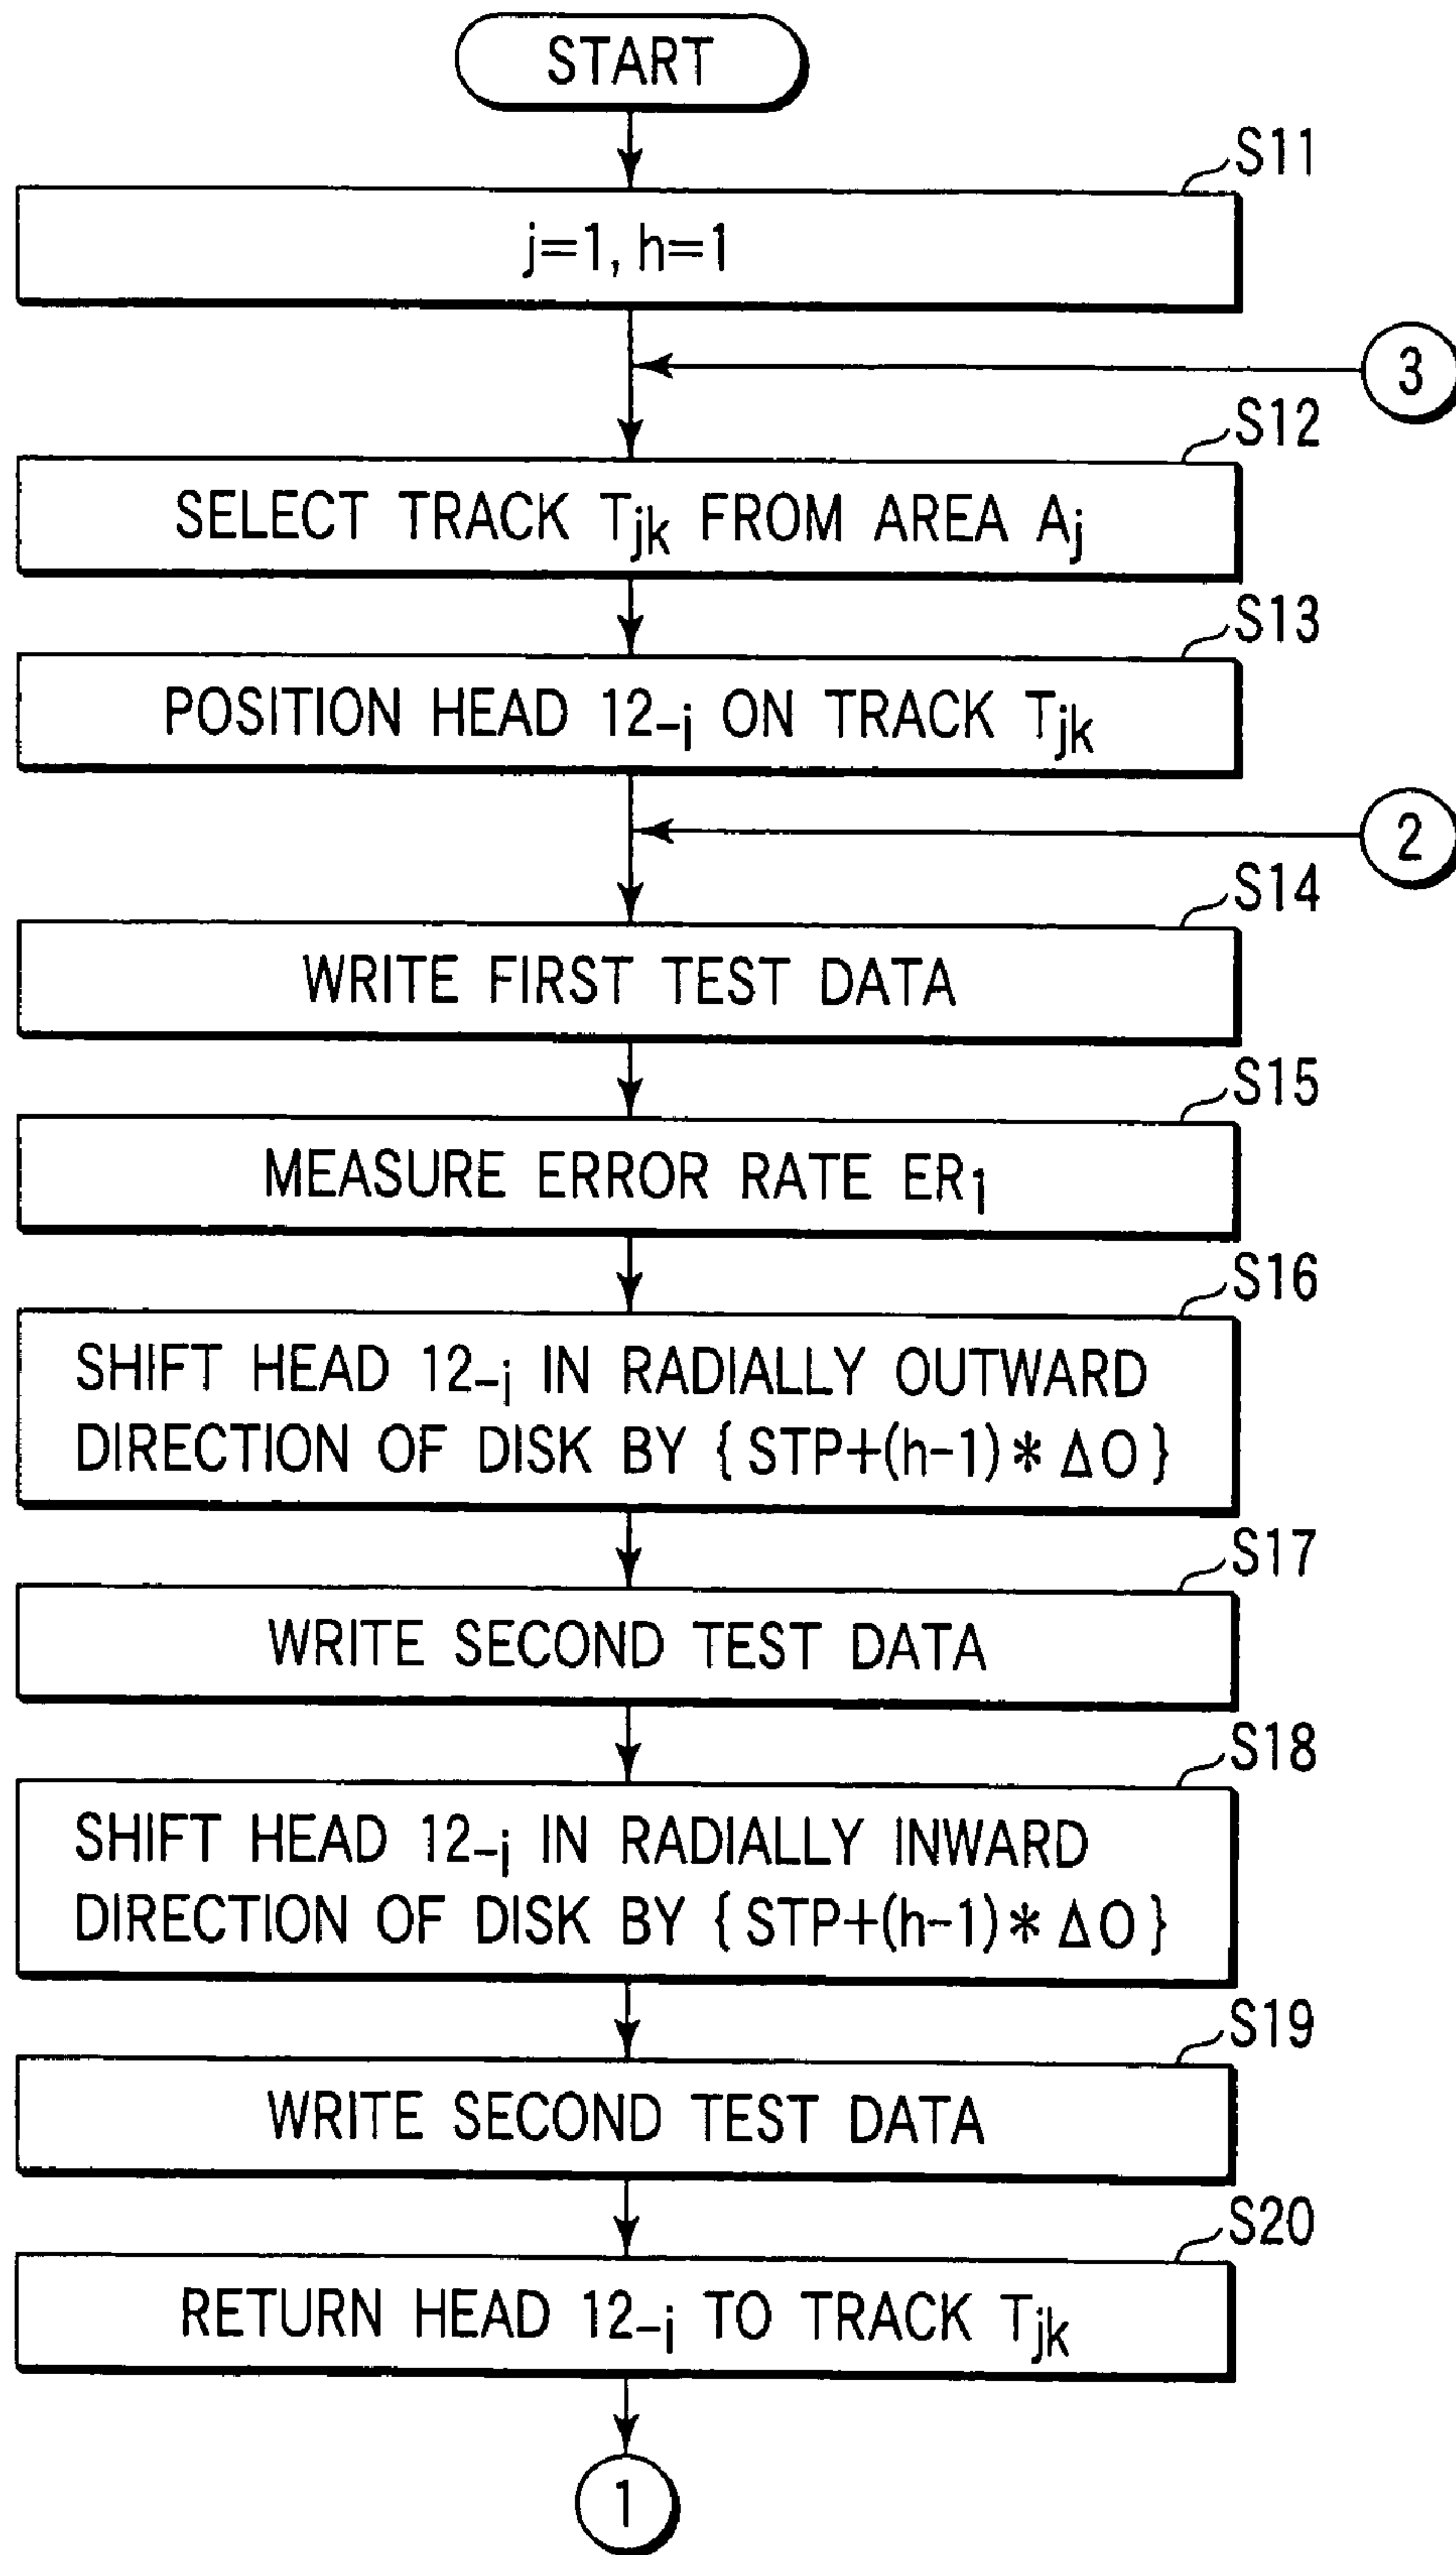 START
S11
j=1, h=1
3
S12
SELECT TRACK Tjk FROM AREA Aj
S13
POSITION HEAD 12-i ON TRACK Tjk
2
S14
WRITE FIRST TEST DATA
S15
MEASURE ERROR RATE ER1
S16
SHIFT HEAD 12-i IN RADIALLY OUTWARD
DIRECTION OF DISK BY { STP+(h-1)* ΔO }
S17
WRITE SECOND TEST DATA
S18
SHIFT HEAD 12-i IN RADIALLY INWARD
DIRECTION OF DISK BY { STP+(h-1)* ΔO }
S19
WRITE SECOND TEST DATA
S20
RETURN HEAD 12-i TO TRACK Tjk
1